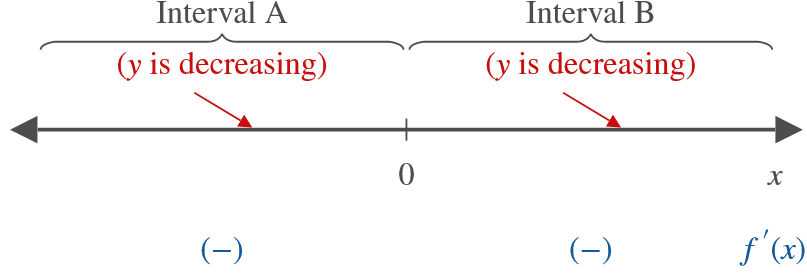 Interval A Interval B
(y is decreasing) (y is decreasing)
0 x
(−) (−) f ′(x)